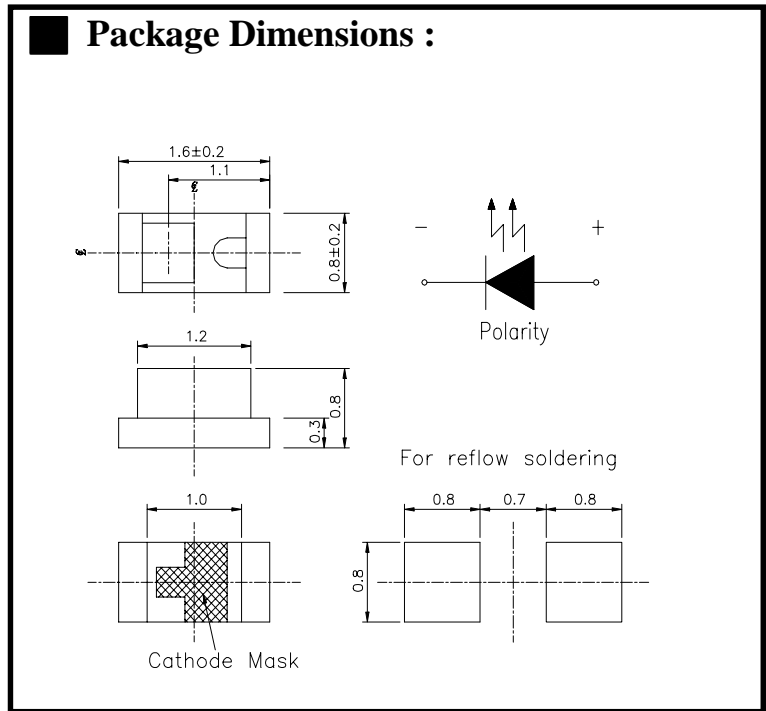 Package Dimensions :
1.6±0.2
1.1
℄
℄
0.8±0.2
- +
Polarity
1.2
0.8
0.3
For reflow soldering
1.0
0.8 0.7 0.8
0.8
Cathode Mask